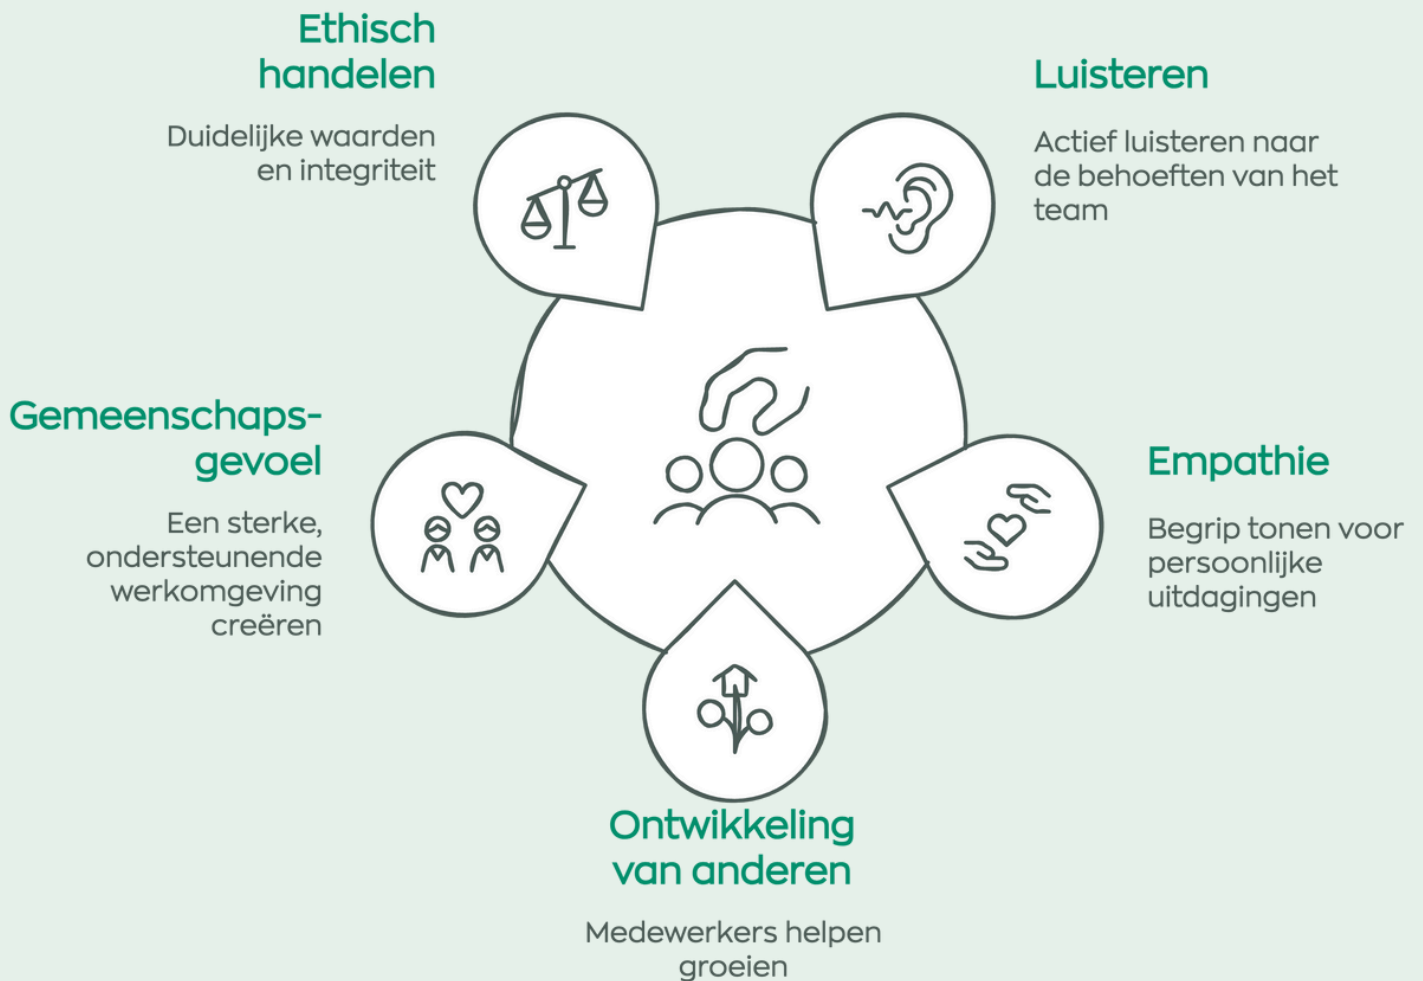 Ethisch
handelen
Duidelijke waarden
en integriteit
Luisteren
Actief luisteren naar
de behoeften van het
team
Gemeenschaps-
gevoel
Een sterke,
ondersteunende
werkomgeving
creëren
Empathie
Begrip tonen voor
persoonlijke
uitdagingen
Ontwikkeling
van anderen
Medewerkers helpen
groeien